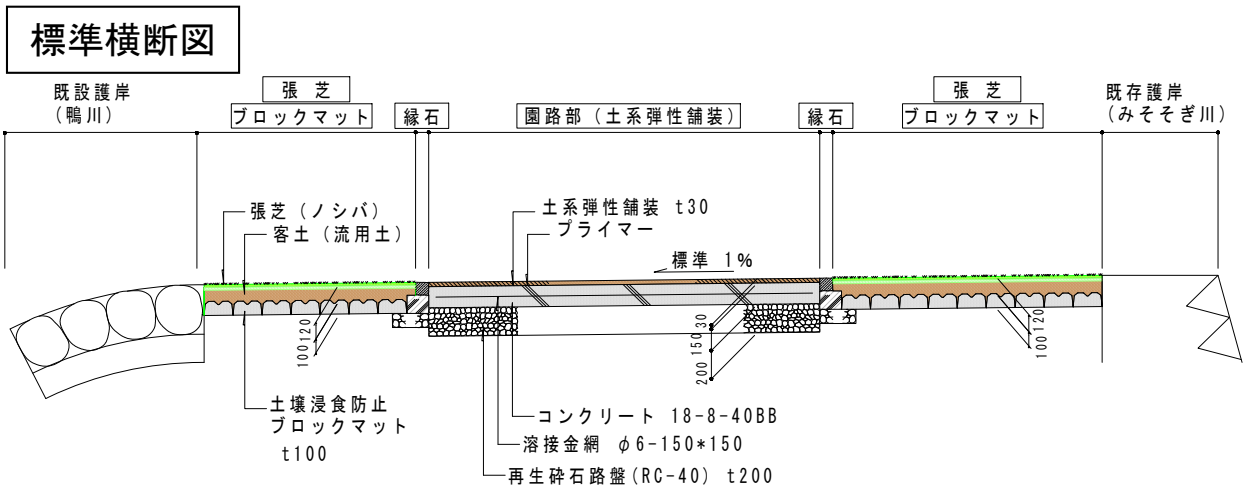 標準横断図
既設護岸
(鴨川)
張芝
ブロックマット
縁石
園路部(土系弾性舗装)
縁石
張芝
ブロックマット
既存護岸
(みそそぎ川)
張芝(ノシバ)
客土(流用土)
土系弾性舗装 t30
プライマー
標準 1%
100 120
200 150 30
100 120
土壌浸食防止
ブロックマット
t100
コンクリート 18-8-40BB
溶接金網 φ6-150*150
再生砕石路盤(RC-40) t200